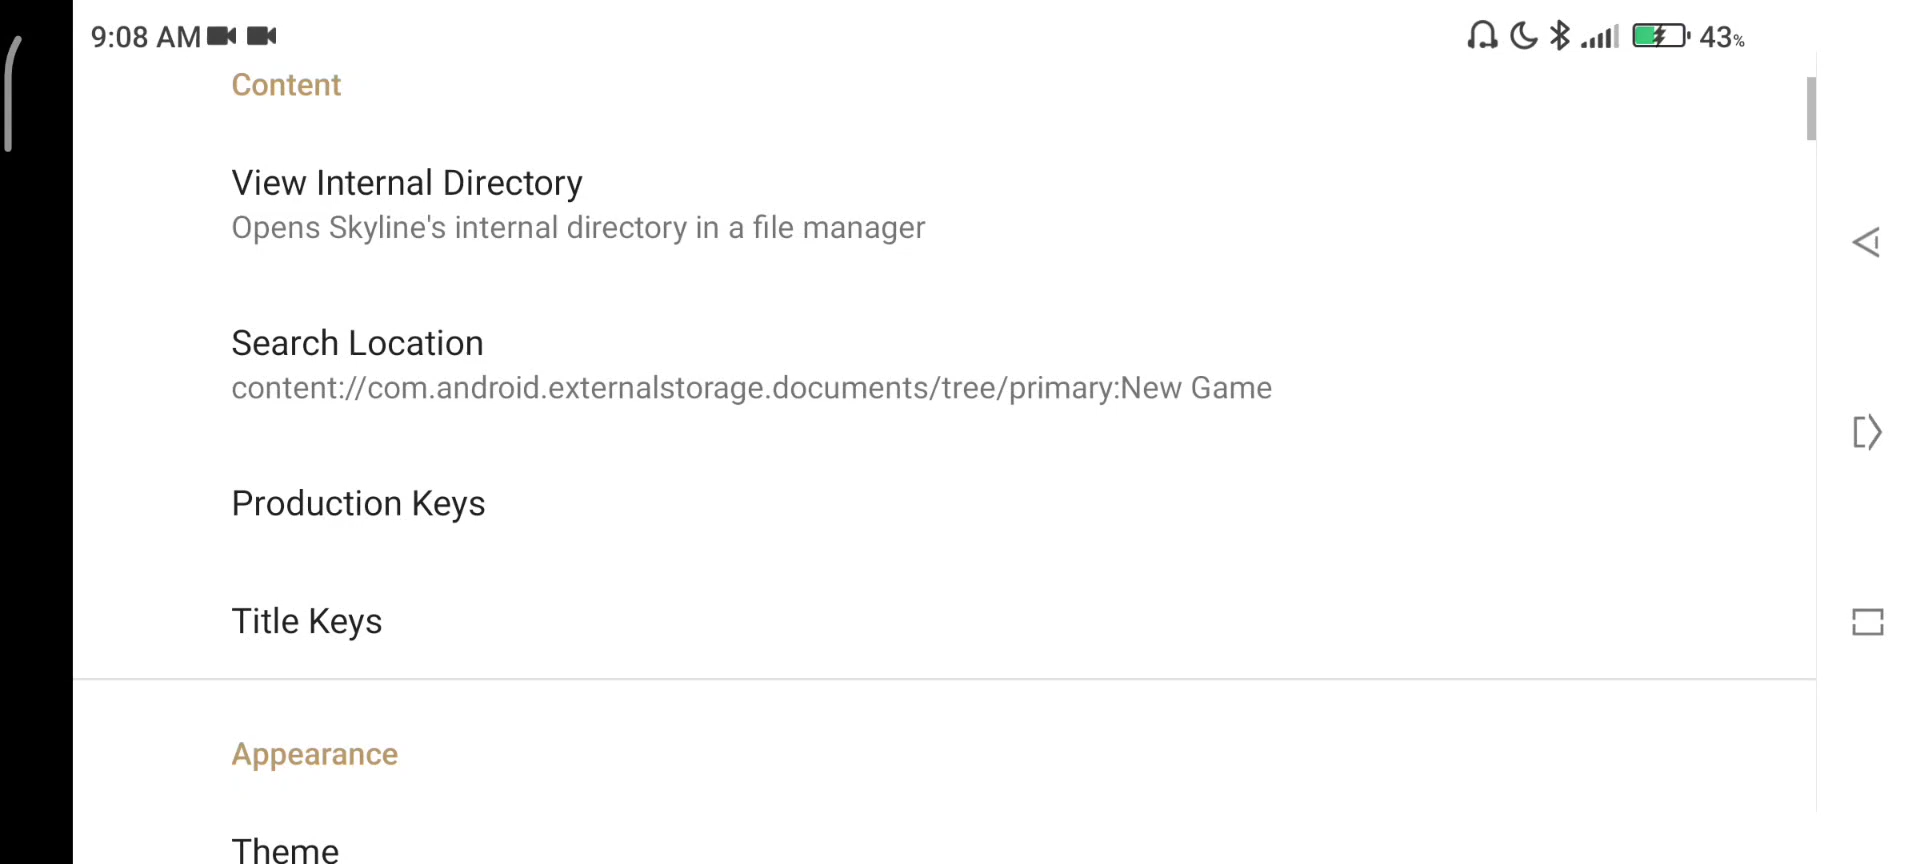 9:08 AM 43%
Content
View Internal Directory
Opens Skyline's internal directory in a file manager
Search Location
content://com.android.externalstorage.documents/tree/primary:New Game
Production Keys
Title Keys
Appearance
Theme